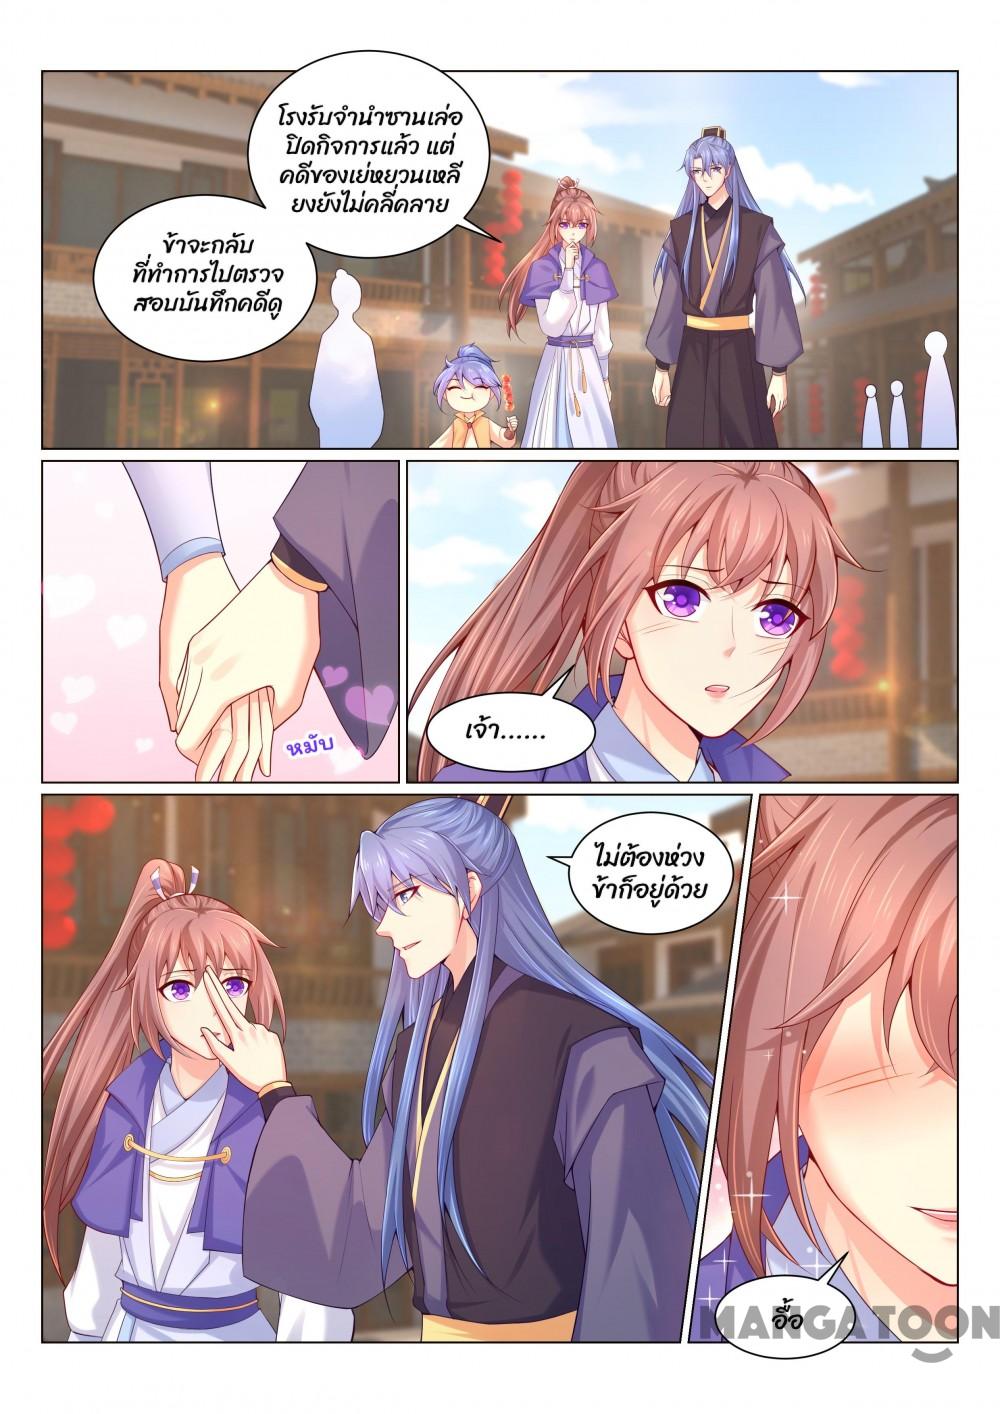 โรงรับจำนำซานเล่อ
ปิดกิจการแล้ว แต่
คดีของเย่หยวนเหลี
ยงยังไม่คลี่คลาย
ข้าจะกลับ
ที่ทำการไปตรวจ
สอบบันทึกคดีดู
หมับ
เจ้า......
ไม่ต้องห่วง
ข้าก็อยู่ด้วย
อื้อ
MANGATOON